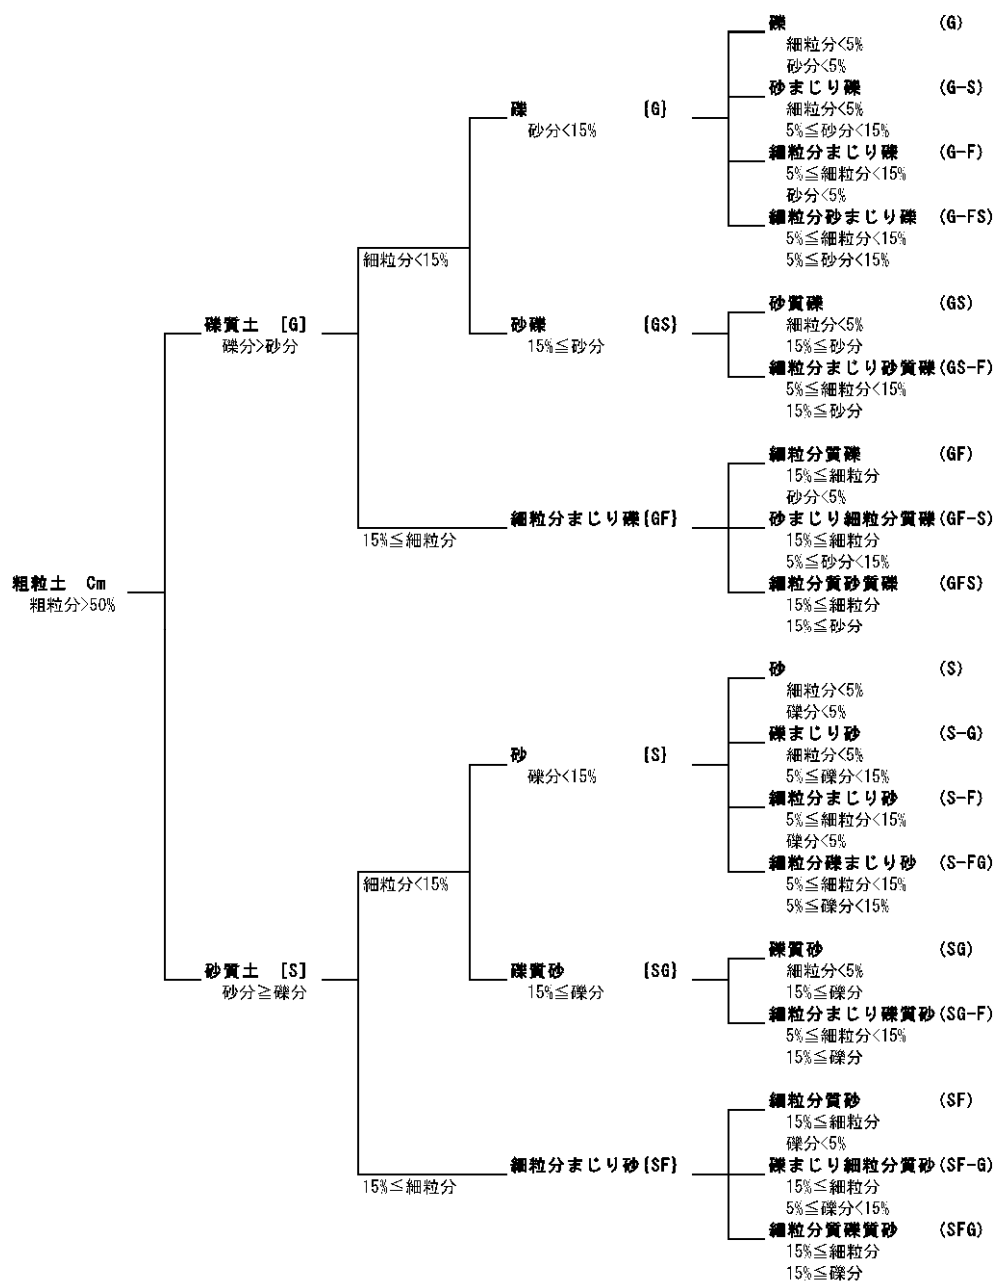 礫 (G)
細粒分<5%
砂分<5%
砂まじり礫 (G-S)
細粒分<5%
5%≦砂分<15%
細粒分まじり礫 (G-F)
5%≦細粒分<15%
砂分<5%
細粒分砂まじり礫 (G-FS)
5%≦細粒分<15%
5%≦砂分<15%
礫 {G}
砂分<15%
細粒分<15%
砂礫 {GS}
15%≦砂分
砂質礫 (GS)
細粒分<5%
15%≦砂分
細粒分まじり砂質礫(GS-F)
5%≦細粒分<15%
15%≦砂分
礫質土 [G]
礫分>砂分
細粒分質礫 (GF)
15%≦細粒分
砂分<5%
砂まじり細粒分質礫(GF-S)
15%≦細粒分
5%≦砂分<15%
細粒分質砂質礫 (GFS)
15%≦細粒分
15%≦砂分
細粒分まじり礫{GF}
15%≦細粒分
粗粒土 Cm
粗粒分>50%
砂 (S)
細粒分<5%
礫分<5%
礫まじり砂 (S-G)
細粒分<5%
5%≦礫分<15%
細粒分まじり砂 (S-F)
5%≦細粒分<15%
礫分<5%
細粒分礫まじり砂 (S-FG)
5%≦細粒分<15%
5%≦礫分<15%
砂 {S}
礫分<15%
細粒分<15%
礫質砂 {SG}
15%≦礫分
礫質砂 (SG)
細粒分<5%
15%≦礫分
細粒分まじり礫質砂(SG-F)
5%≦細粒分<15%
15%≦礫分
砂質土 [S]
砂分≧礫分
細粒分質砂 (SF)
15%≦細粒分
礫分<5%
礫まじり細粒分質砂(SF-G)
15%≦細粒分
5%≦礫分<15%
細粒分質礫質砂 (SFG)
15%≦細粒分
15%≦礫分
細粒分まじり砂{SF}
15%≦細粒分